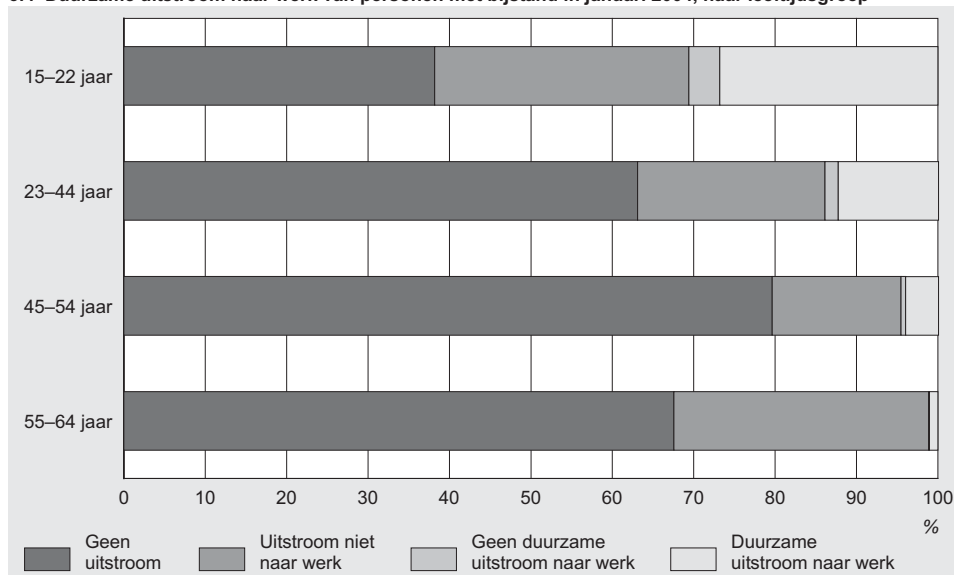 15–22 jaar
23–44 jaar
45–54 jaar
55–64 jaar
0 10 20 30 40 50 60 70 80 90 100
%
Geen uitstroom
Uitstroom niet naar werk
Geen duurzame uitstroom naar werk
Duurzame uitstroom naar werk